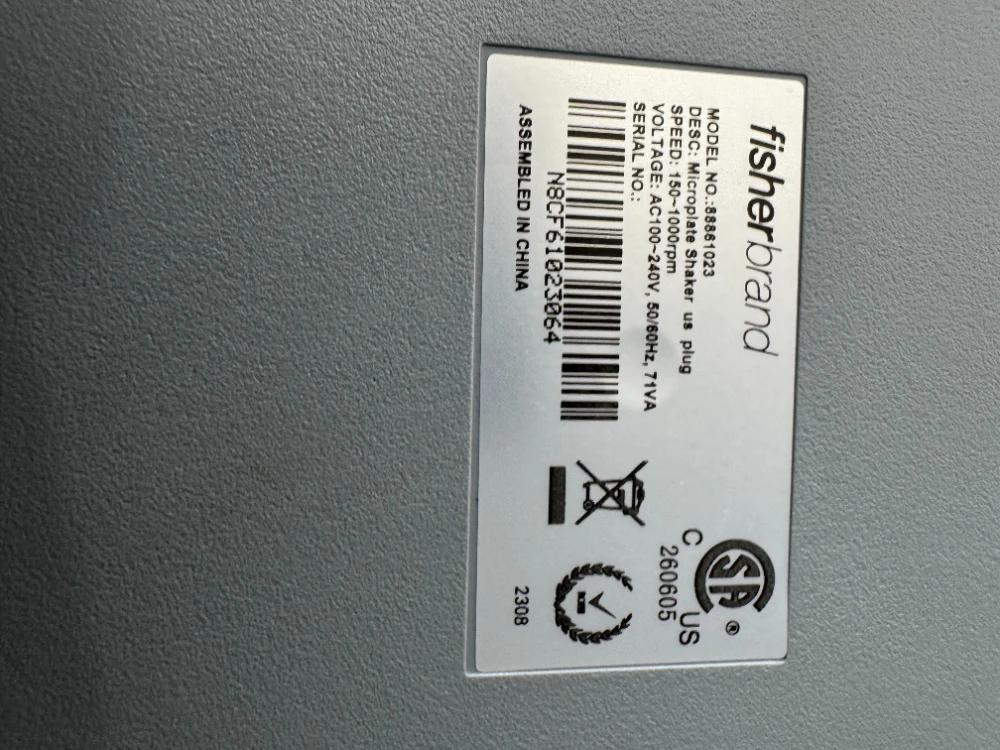 fisherbrand
MODEL NO.:88861023
DESC: Microplate Shaker us plug
SPEED: 150~1000rpm
VOLTAGE: AC100~240V, 50/60Hz, 71VA
SERIAL NO.:
N8CF61023064
ASSEMBLED IN CHINA
SA ®
C US
260605
2308